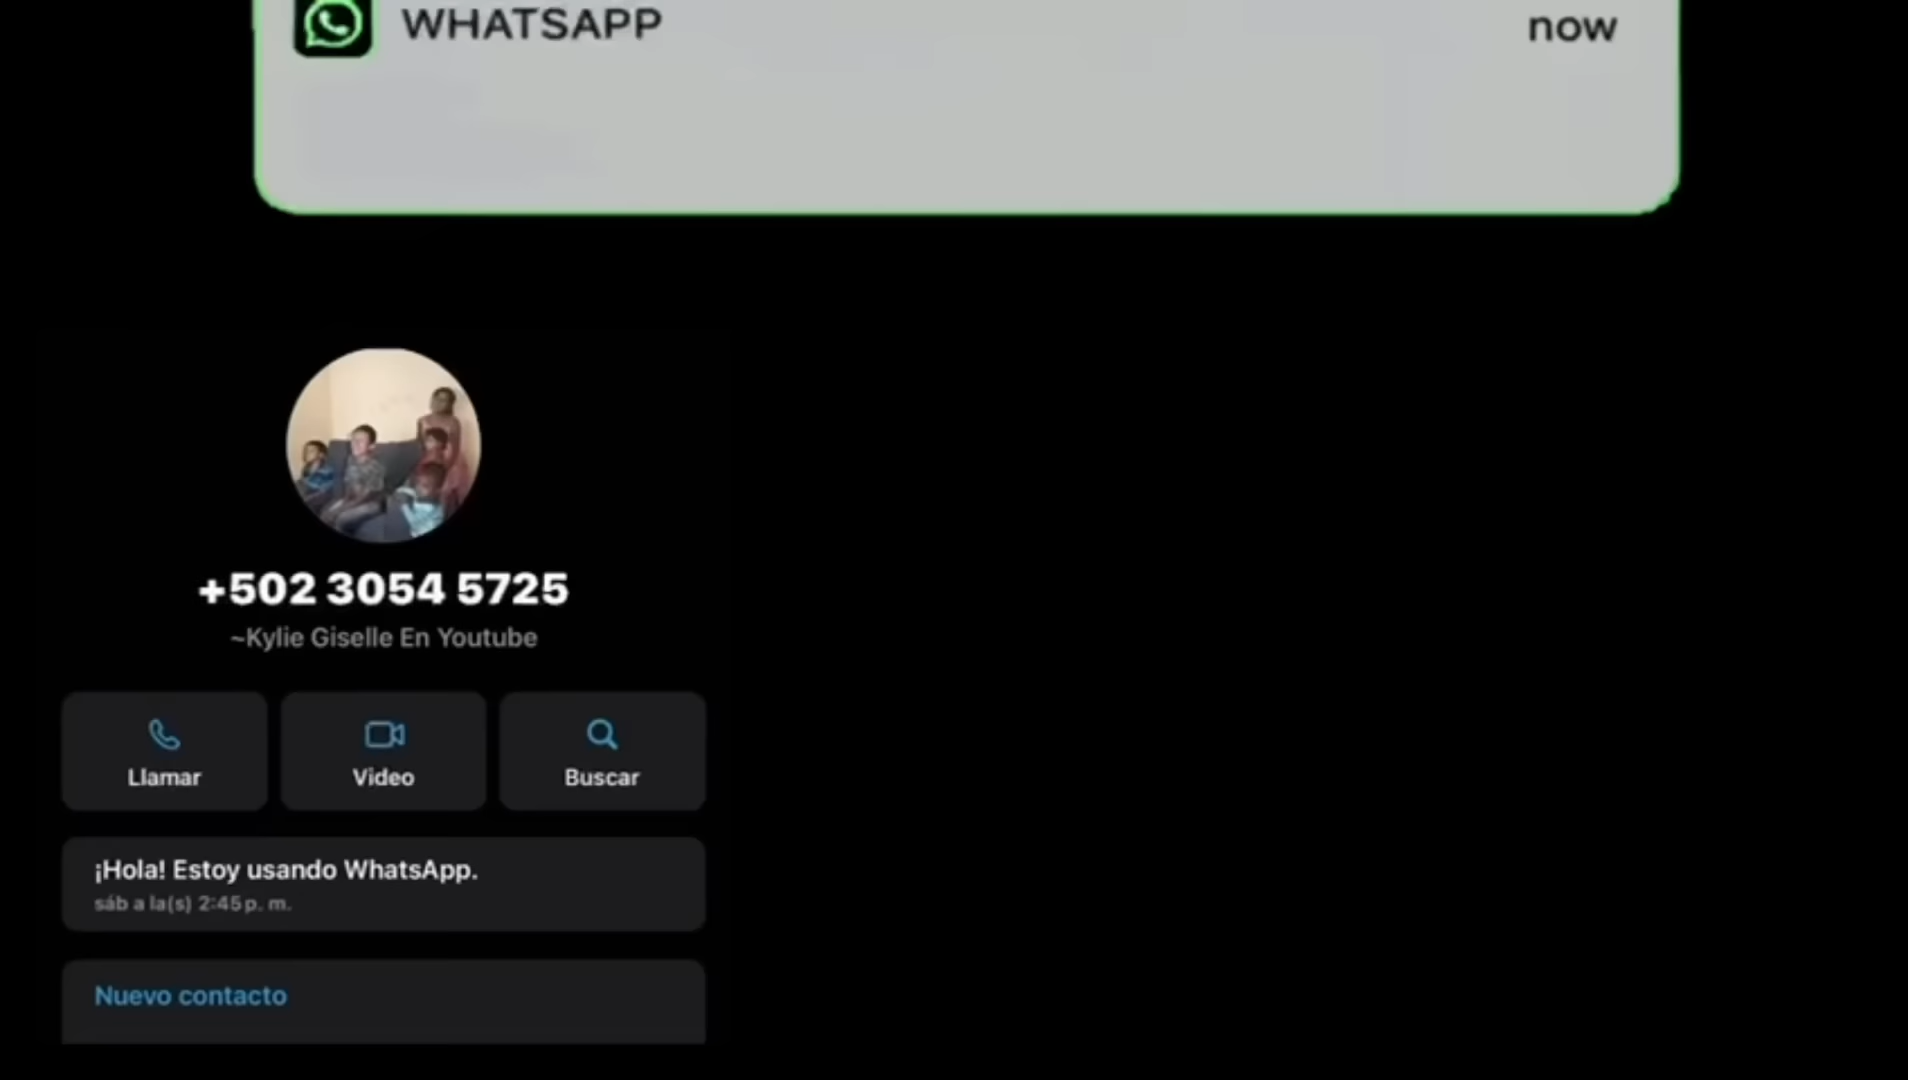 WHATSAPP
now
+502 3054 5725
~Kylie Giselle En Youtube
Llamar
Video
Buscar
¡Hola! Estoy usando WhatsApp.
sáb a la(s) 2:45 p. m.
Nuevo contacto